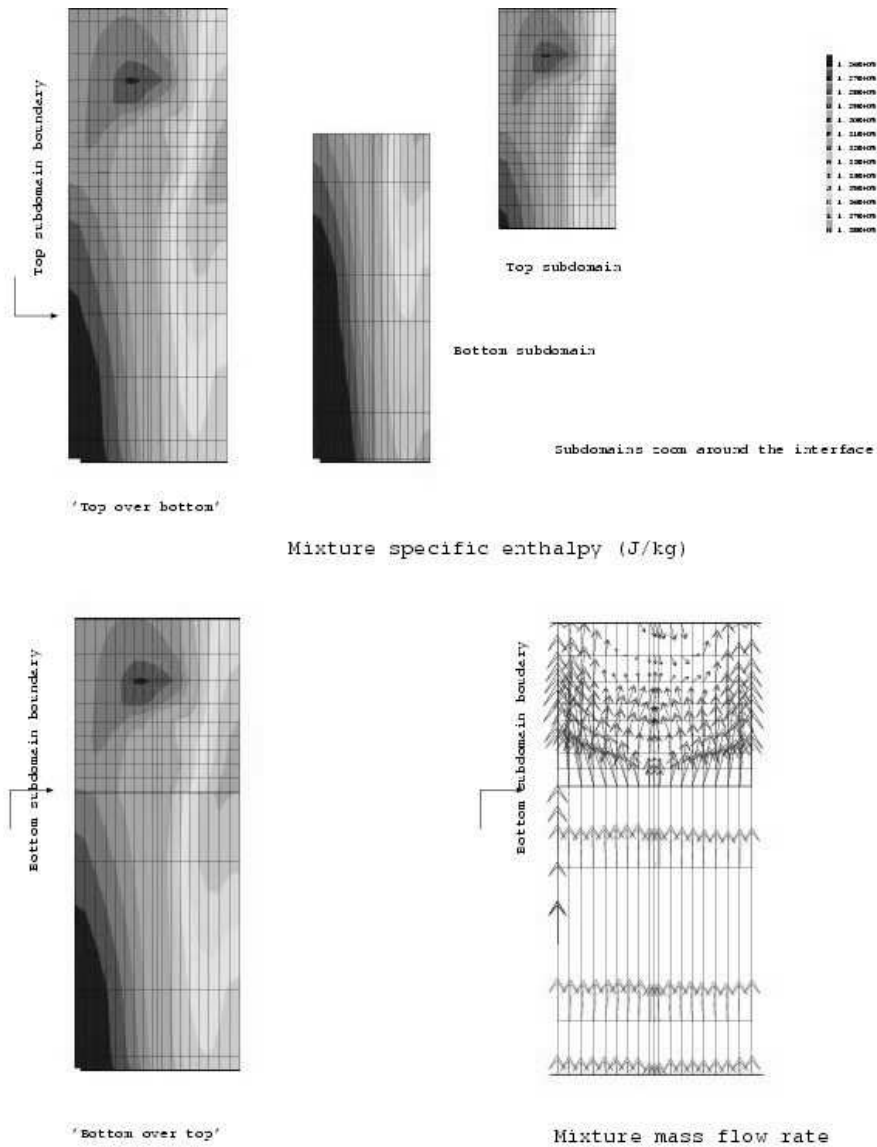 Top subdomain boundary
Top subdomain
Bottom subdomain
Subdomains zoom around the interface
'Top over bottom'
Mixture specific enthalpy (J/kg)
Bottom subdomain boundary
Bottom subdomain boudary
'Bottom over top'
Mixture mass flow rate